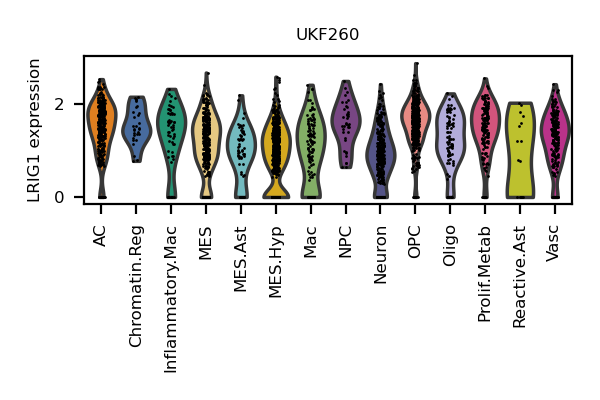 UKF260
LRIG1 expression
2
0
AC
Chromatin.Reg
Inflammatory.Mac
MES
MES.Ast
MES.Hyp
Mac
NPC
Neuron
OPC
Oligo
Prolif.Metab
Reactive.Ast
Vasc